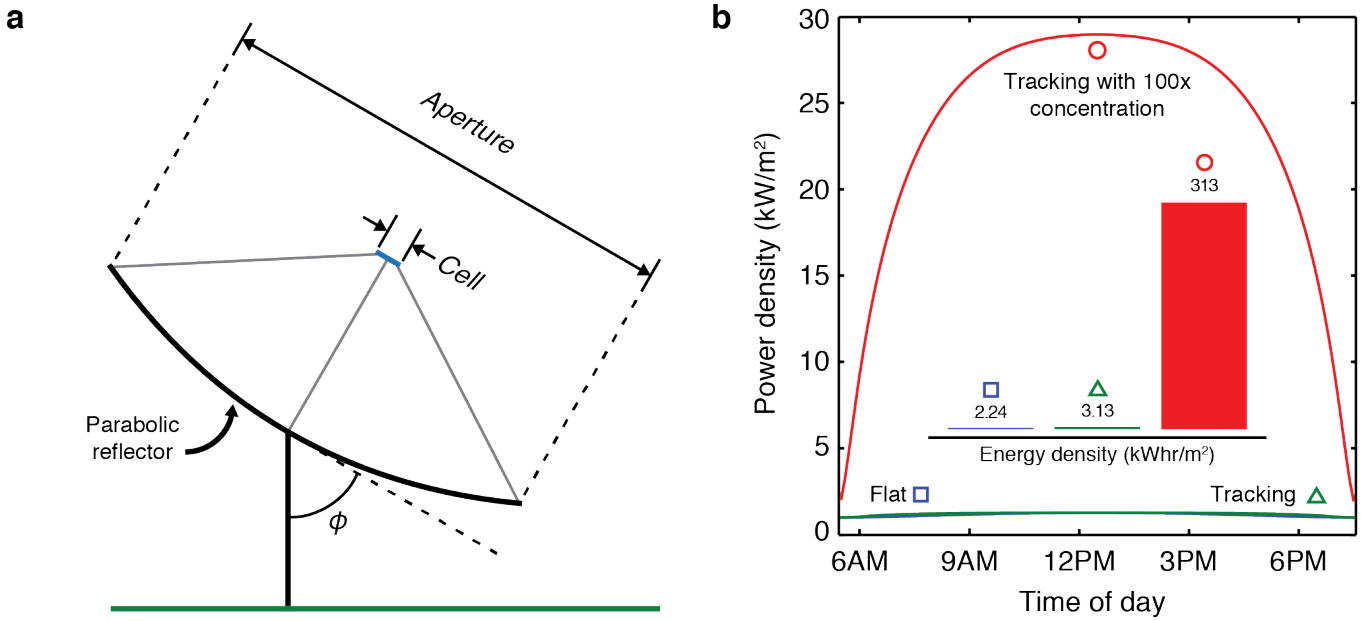 a
Aperture
Cell
Parabolic
reflector
ϕ
b
Power density (kW/m²)
30
25
20
15
10
5
0
Tracking with 100x
concentration
313
2.24
3.13
Energy density (kWhr/m²)
Flat
Tracking
6AM
9AM
12PM
3PM
6PM
Time of day